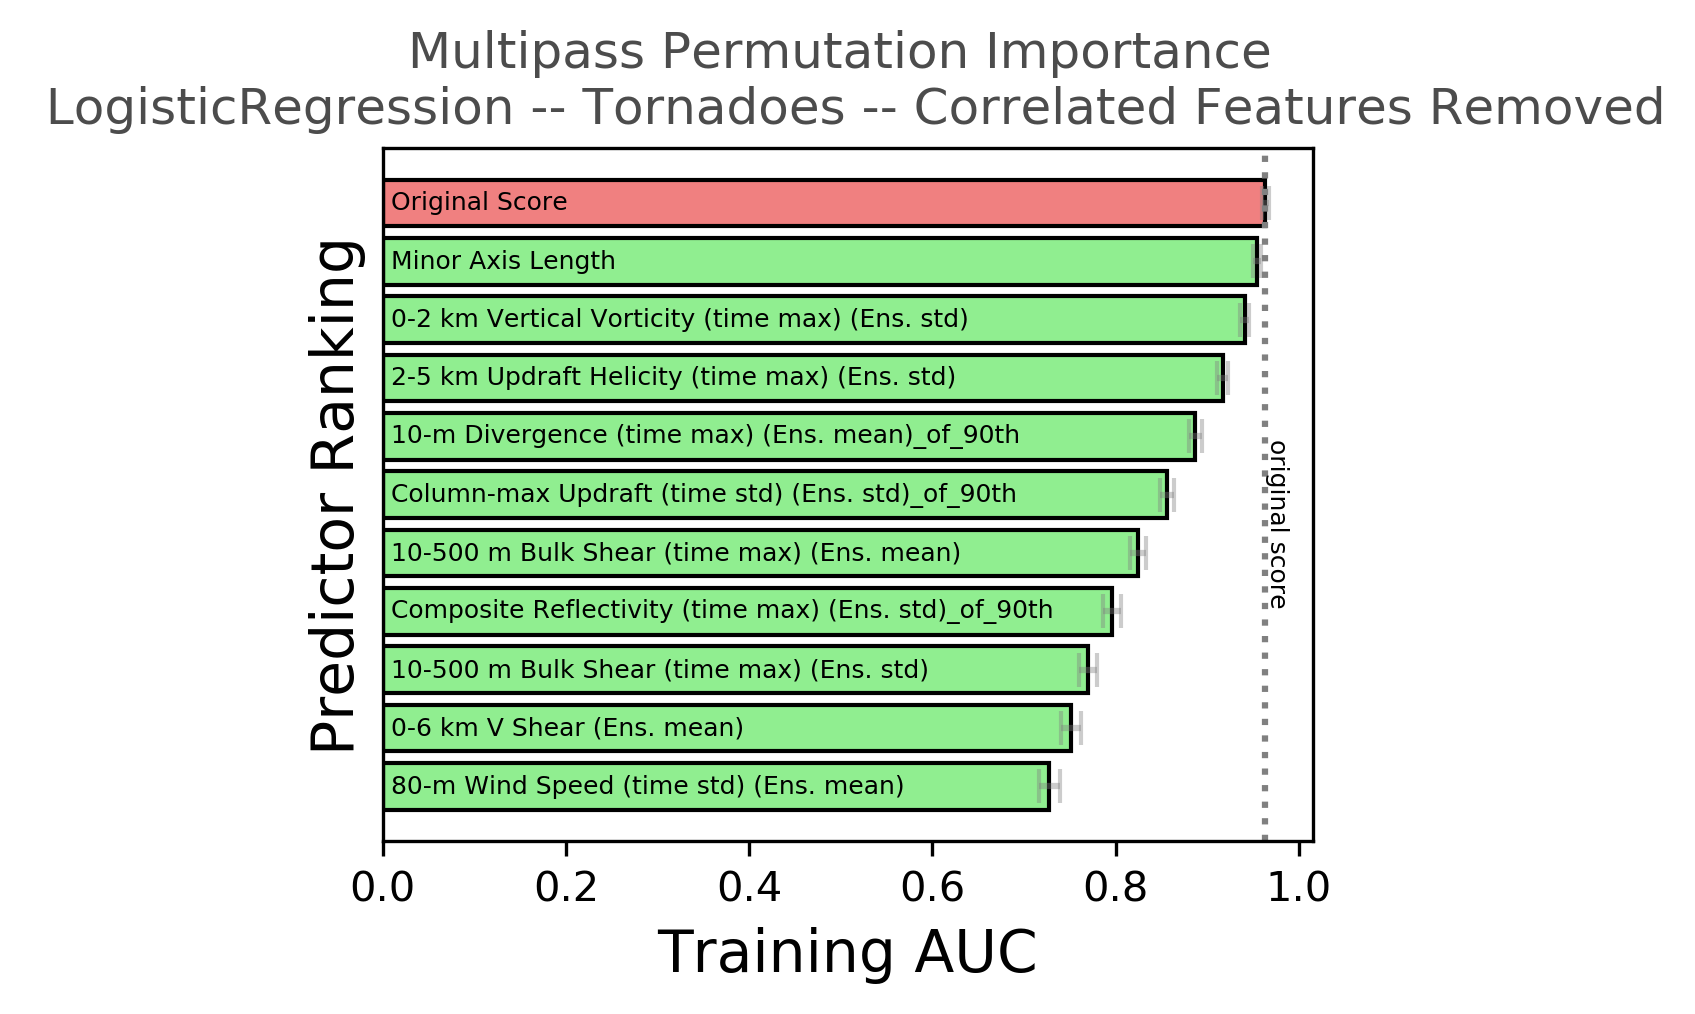 Multipass Permutation Importance
LogisticRegression -- Tornadoes -- Correlated Features Removed
Predictor Ranking
Original Score
Minor Axis Length
0-2 km Vertical Vorticity (time max) (Ens. std)
2-5 km Updraft Helicity (time max) (Ens. std)
10-m Divergence (time max) (Ens. mean)_of_90th
Column-max Updraft (time std) (Ens. std)_of_90th
10-500 m Bulk Shear (time max) (Ens. mean)
Composite Reflectivity (time max) (Ens. std)_of_90th
10-500 m Bulk Shear (time max) (Ens. std)
0-6 km V Shear (Ens. mean)
80-m Wind Speed (time std) (Ens. mean)
original score
0.0 0.2 0.4 0.6 0.8 1.0
Training AUC